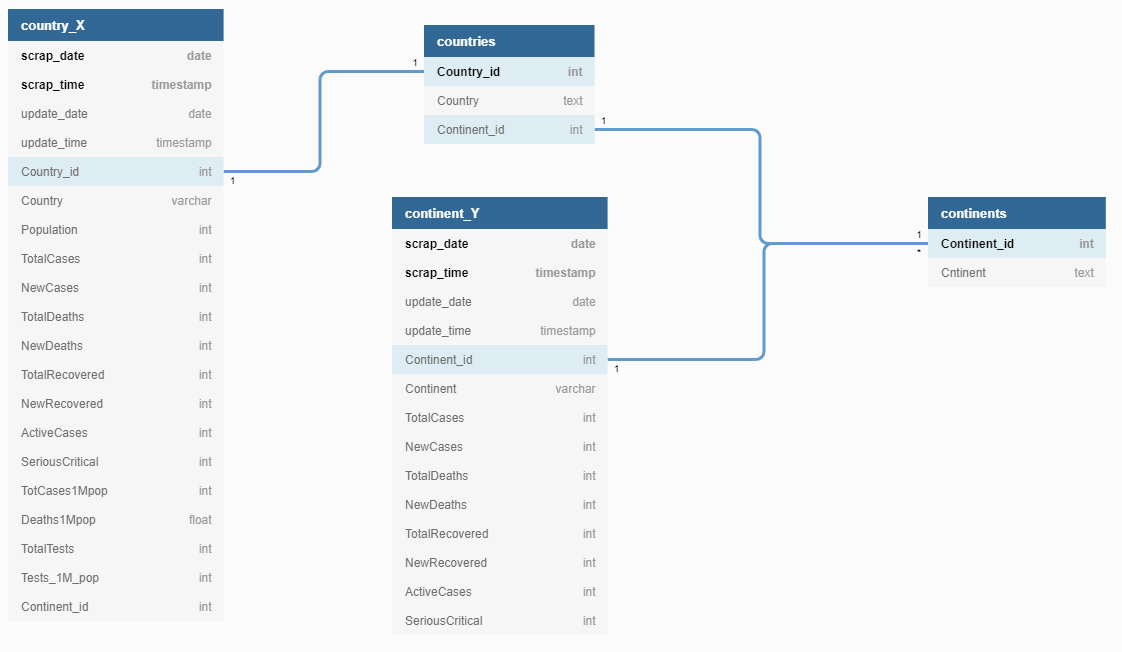 country_X
scrap_date date
scrap_time timestamp
update_date date
update_time timestamp
Country_id int
Country varchar
Population int
TotalCases int
NewCases int
TotalDeaths int
NewDeaths int
TotalRecovered int
NewRecovered int
ActiveCases int
SeriousCritical int
TotCases1Mpop int
Deaths1Mpop float
TotalTests int
Tests_1M_pop int
Continent_id int
1
1
countries
Country_id int
Country text
Continent_id int
1
continent_Y
scrap_date date
scrap_time timestamp
update_date date
update_time timestamp
Continent_id int
Continent varchar
TotalCases int
NewCases int
TotalDeaths int
NewDeaths int
TotalRecovered int
NewRecovered int
ActiveCases int
SeriousCritical int
1
1
*
continents
Continent_id int
Cntinent text